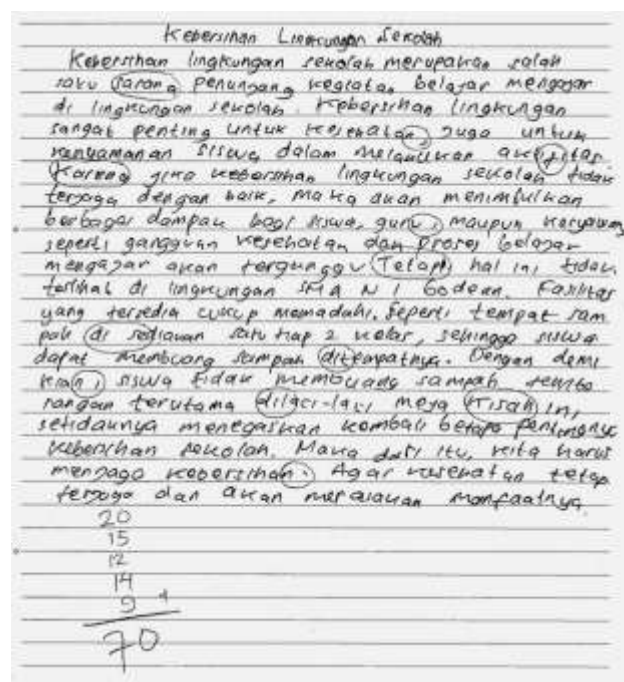 Kebersihan Lingkungan Sekolah
Kebersihan lingkungan sekolah merupakan salah
satu sarana penunjang kegiatan belajar mengajar
di lingkungan sekolah. Kebersihan lingkungan
sangat penting untuk kesehatan, juga untuk
kenyamanan siswa dalam melakukan aktifitas.
Karena jika kebersihan lingkungan sekolah tidak
terjaga dengan baik, maka akan menimbulkan
berbagai dampak bagi siswa, guru, maupun karyawan
seperti gangguan kesehatan dan proses belajar
mengajar akan terganggu Tetapi hal ini tidak
terlihat di lingkungan SMA N 1 Godean. Fasilitas
yang tersedia cukup memadahi. Seperti tempat sam
pah di sediakan satu tiap 2 kelas, sehingga siswa
dapat membuang sampah ditempatnya. Dengan demi
kian, siswa tidak membuang sampah semba
rangan terutama dilaci-laci meja Kisah ini,
setidaknya menegaskan kembali betapa pentingnya
kebersihan sekolah. Maka dari itu, kita harus
menjaga kebersihan. Agar kesehatan tetap
terjaga dan akan merasakan manfaatnya
20
15
12
14
9 +
70